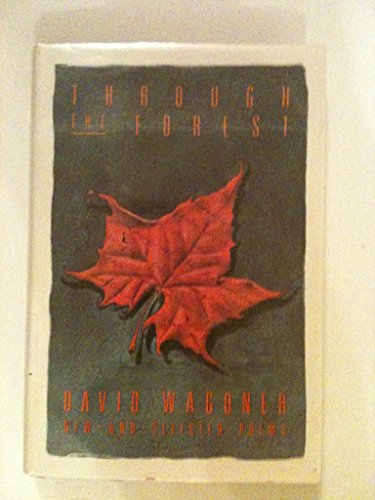 THROUGH
THE FOREST
DAVID WAGONER
NEW AND SELECTED POEMS